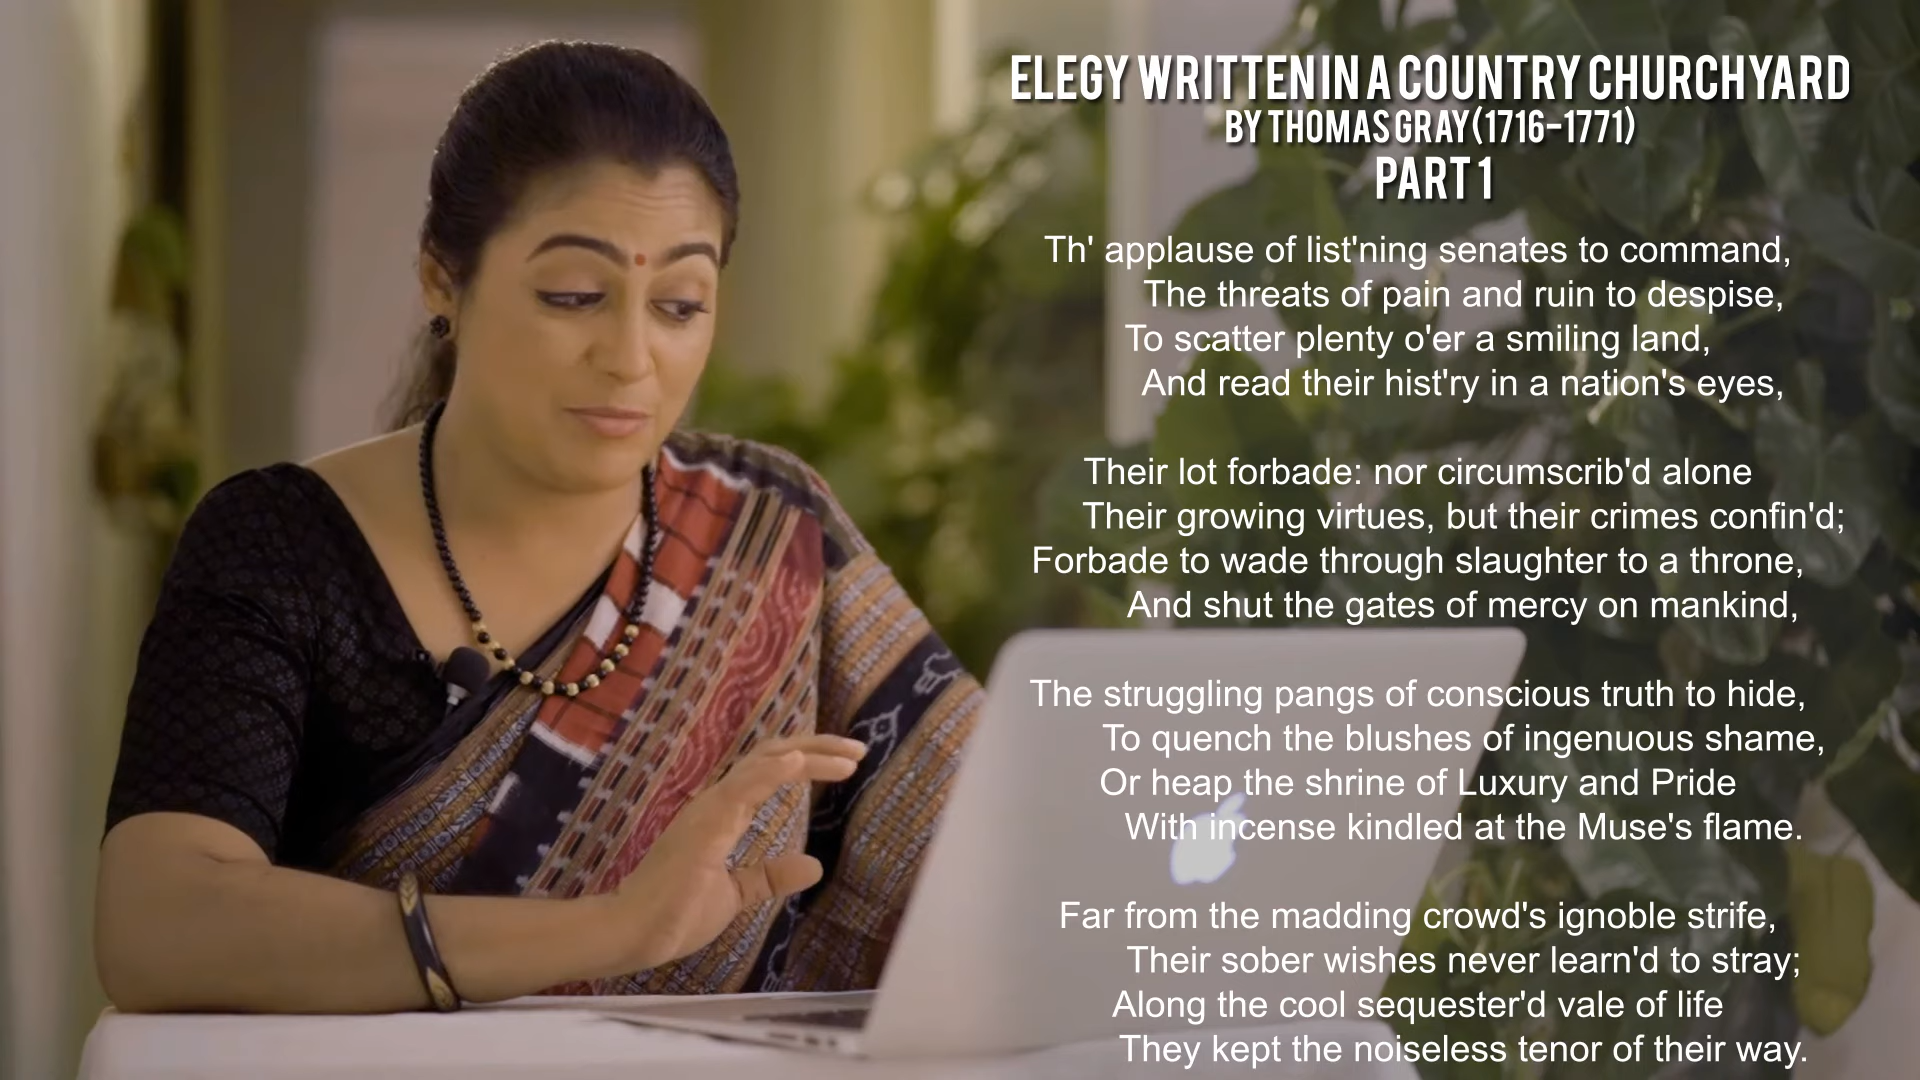 ELEGY WRITTEN IN A COUNTRY CHURCHYARD
BY THOMAS GRAY (1716-1771)
PART 1
Th' applause of list'ning senates to command,
The threats of pain and ruin to despise,
To scatter plenty o'er a smiling land,
And read their hist'ry in a nation's eyes,
Their lot forbade: nor circumscrib'd alone
Their growing virtues, but their crimes confin'd;
Forbade to wade through slaughter to a throne,
And shut the gates of mercy on mankind,
The struggling pangs of conscious truth to hide,
To quench the blushes of ingenuous shame,
Or heap the shrine of Luxury and Pride
With incense kindled at the Muse's flame.
Far from the madding crowd's ignoble strife,
Their sober wishes never learn'd to stray;
Along the cool sequester'd vale of life
They kept the noiseless tenor of their way.